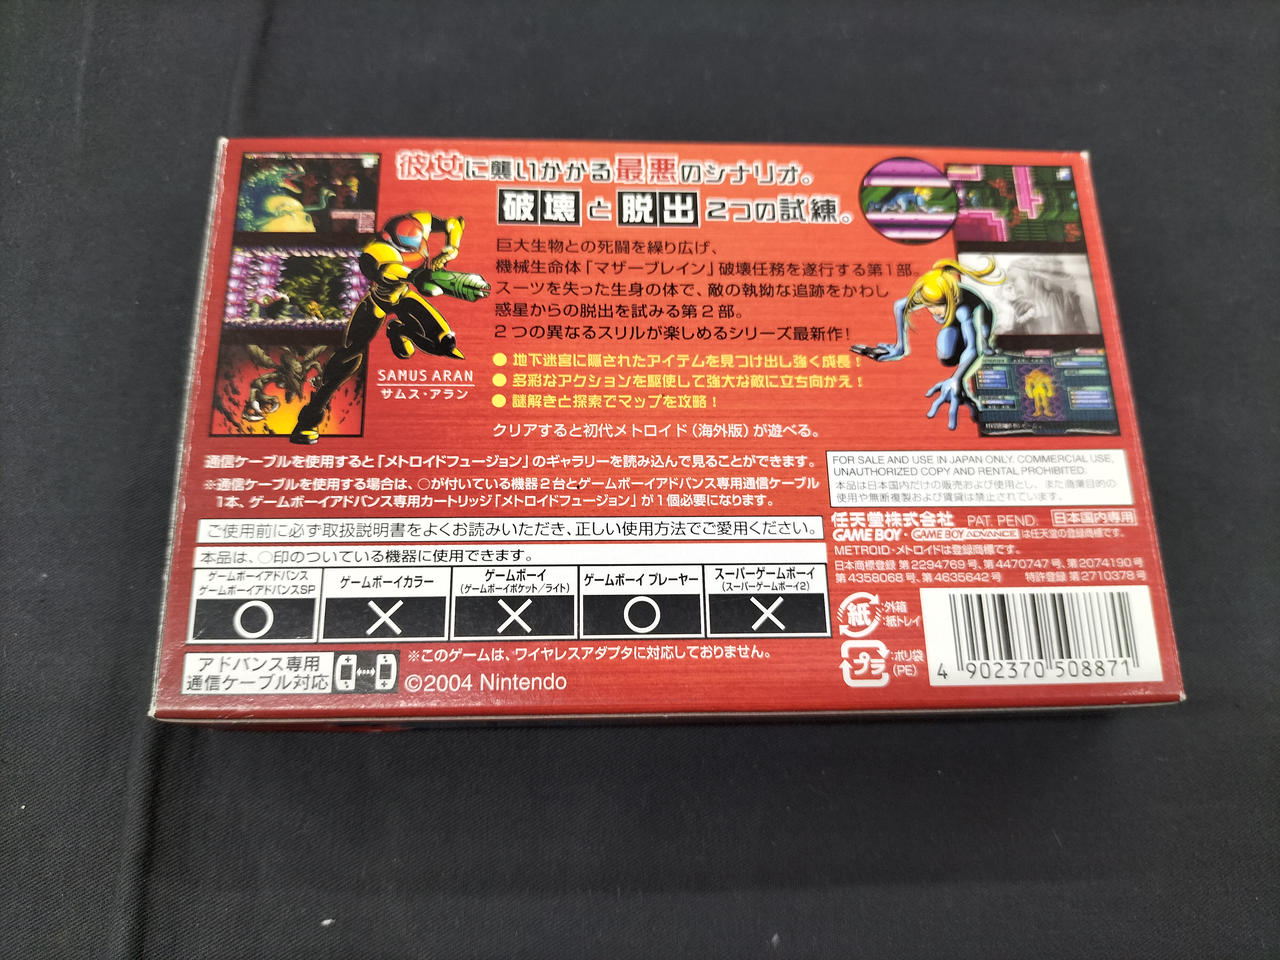 彼女に襲いかかる最悪のシナリオ。
破壊と脱出2つの試練。
巨大生物との死闘を繰り広げ、
機械生命体「マザーブレイン」破壊任務を遂行する第1部。
スーツを失った生身の体で、敵の執拗な追跡をかわし
惑星からの脱出を試みる第2部。
2つの異なるスリルが楽しめるシリーズ最新作!
●地下迷宮に隠されたアイテムを見つけ出し強く成長!
●多彩なアクションを駆使して強大な敵に立ち向かえ!
●謎解きと探索でマップを攻略!
SAMUS ARAN
サムス・アラン
クリアすると初代メトロイド(海外版)が遊べる。
通信ケーブルを使用すると「メトロイドフュージョン」のギャラリーを読み込んで見ることができます。
※通信ケーブルを使用する場合は、○が付いている機器2台とゲームボーイアドバンス専用通信ケーブル
1本、ゲームボーイアドバンス専用カートリッジ「メトロイドフュージョン」が1個必要になります。
ご使用前に必ず取扱説明書をよくお読みいただき、正しい使用方法でご愛用ください。
本品は、○印のついている機器に使用できます。
ゲームボーイアドバンス
ゲームボーイアドバンスSP
○
ゲームボーイカラー
×
ゲームボーイ
(ゲームボーイポケット/ライト)
×
ゲームボーイ プレーヤー
○
スーパーゲームボーイ
(スーパーゲームボーイ2)
×
アドバンス専用
通信ケーブル対応
※このゲームは、ワイヤレスアダプタに対応しておりません。
©2004 Nintendo
FOR SALE AND USE IN JAPAN ONLY. COMMERCIAL USE,
UNAUTHORIZED COPY AND RENTAL PROHIBITED.
本品は日本国内だけの販売および使用とし、また商業目的の
使用や無断複製および賃貸は禁止されています。
任天堂株式会社 PAT. PEND. 日本国内専用
GAME BOY・GAME BOY ADVANCE は任天堂の登録商標です。
METROID・メトロイドは登録商標です。
日本商標登録 第2294769号、第4470747号、第2074190号
第4358068号、第4635642号 特許登録 第2710378号
紙 :外箱
:紙トレイ
プラ :ポリ袋
(PE)
4 902370 508871